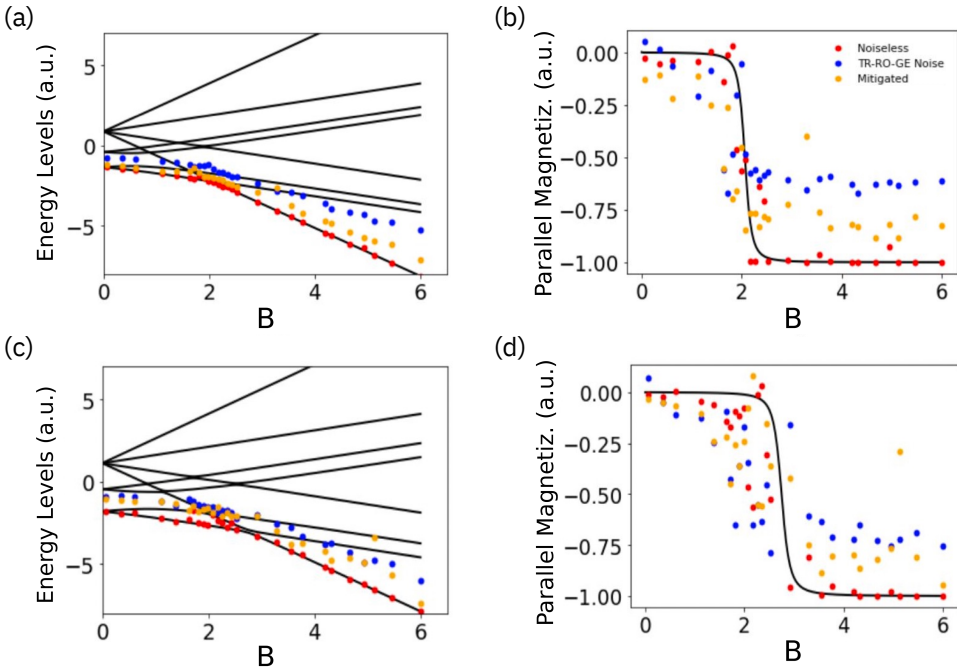 (a)
Energy Levels (a.u.)
5
0
−5
0
2
4
6
B
(b)
Parallel Magnetiz. (a.u.)
0.00
−0.25
−0.50
−0.75
−1.00
0
2
4
6
B
Noiseless
TR-RO-GE Noise
Mitigated
(c)
Energy Levels (a.u.)
5
0
−5
0
2
4
6
B
(d)
Parallel Magnetiz. (a.u.)
0.00
−0.25
−0.50
−0.75
−1.00
0
2
4
6
B